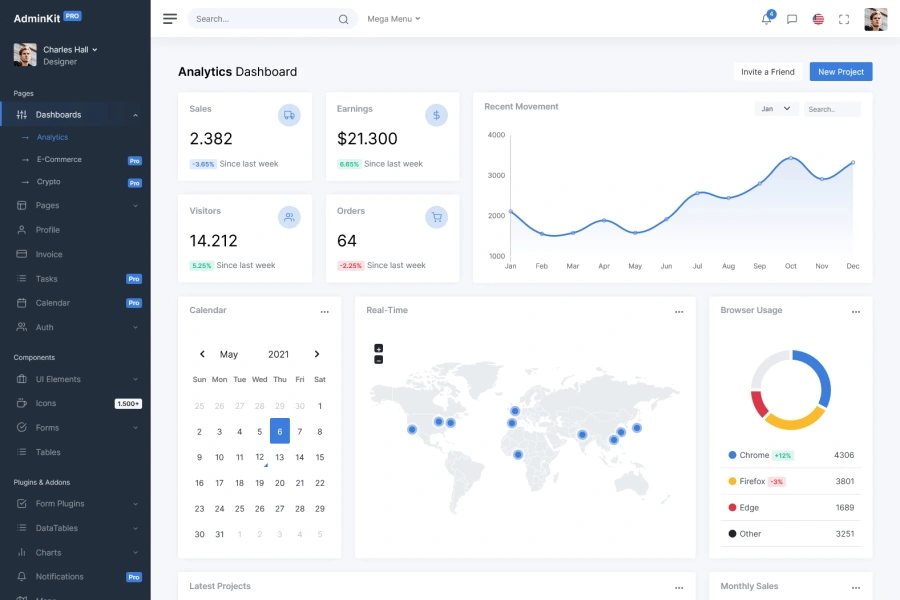 AdminKit PRO
Search...
Mega Menu
4
Charles Hall
Designer
Pages
Dashboards
Analytics
E-Commerce Pro
Crypto Pro
Pages
Profile
Invoice
Tasks Pro
Calendar Pro
Auth
Components
UI Elements
Icons 1.500+
Forms
Tables
Plugins & Addons
Form Plugins
DataTables
Charts
Notifications Pro
Maps
Analytics Dashboard
Invite a Friend
New Project
Sales
2.382
-3.65% Since last week
Earnings
$21.300
6.65% Since last week
Visitors
14.212
5.25% Since last week
Orders
64
-2.25% Since last week
Recent Movement
Jan
Search..
4000
3000
2000
1000
Jan Feb Mar Apr May Jun Jul Aug Sep Oct Nov Dec
Calendar
May 2021
Sun Mon Tue Wed Thu Fri Sat
25 26 27 28 29 30 1
2 3 4 5 6 7 8
9 10 11 12 13 14 15
16 17 18 19 20 21 22
23 24 25 26 27 28 29
30 31 1 2 3 4 5
Real-Time
+
-
Browser Usage
Chrome +12% 4306
Firefox -3% 3801
Edge 1689
Other 3251
Latest Projects
Monthly Sales